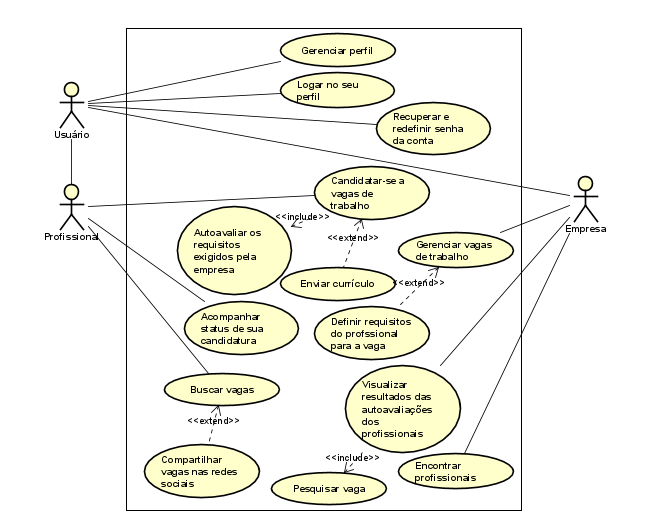 Gerenciar perfil
Logar no seu
perfil
Recuperar e
redefinir senha
da conta
Usuário
Candidatar-se a
vagas de
trabalho
<<include>>
Autoavaliar os
requisitos
exigidos pela
empresa
<<extend>>
Profissional
Empresa
Gerenciar vagas
de trabalho
Enviar currículo
<<extend>>
Acompanhar
status de sua
candidatura
Definir requisitos
do profssional
para a vaga
Buscar vagas
Visualizar
resultados das
autoavaliações
dos
profissionais
<<extend>>
Compartilhar
vagas nas redes
sociais
<<include>>
Pesquisar vaga
Encontrar
profissionais